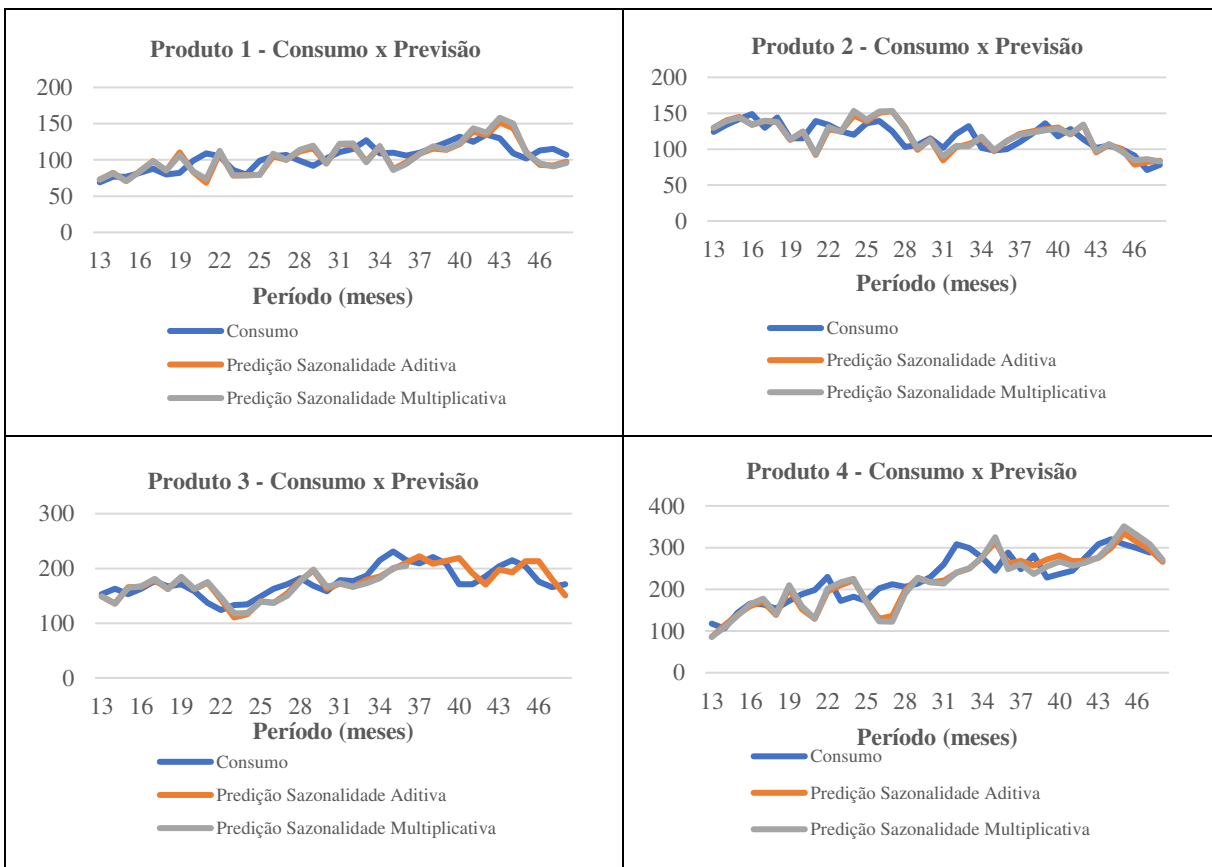 Produto 1 - Consumo x Previsão
200
150
100
50
0
13 16 19 22 25 28 31 34 37 40 43 46
Período (meses)
Consumo
Predição Sazonalidade Aditiva
Predição Sazonalidade Multiplicativa
Produto 2 - Consumo x Previsão
200
150
100
50
0
13 16 19 22 25 28 31 34 37 40 43 46
Período (meses)
Consumo
Predição Sazonalidade Aditiva
Predição Sazonalidade Multiplicativa
Produto 3 - Consumo x Previsão
300
200
100
0
13 16 19 22 25 28 31 34 37 40 43 46
Período (meses)
Consumo
Predição Sazonalidade Aditiva
Predição Sazonalidade Multiplicativa
Produto 4 - Consumo x Previsão
400
300
200
100
0
13 16 19 22 25 28 31 34 37 40 43 46
Período (meses)
Consumo
Predição Sazonalidade Aditiva
Predição Sazonalidade Multiplicativa